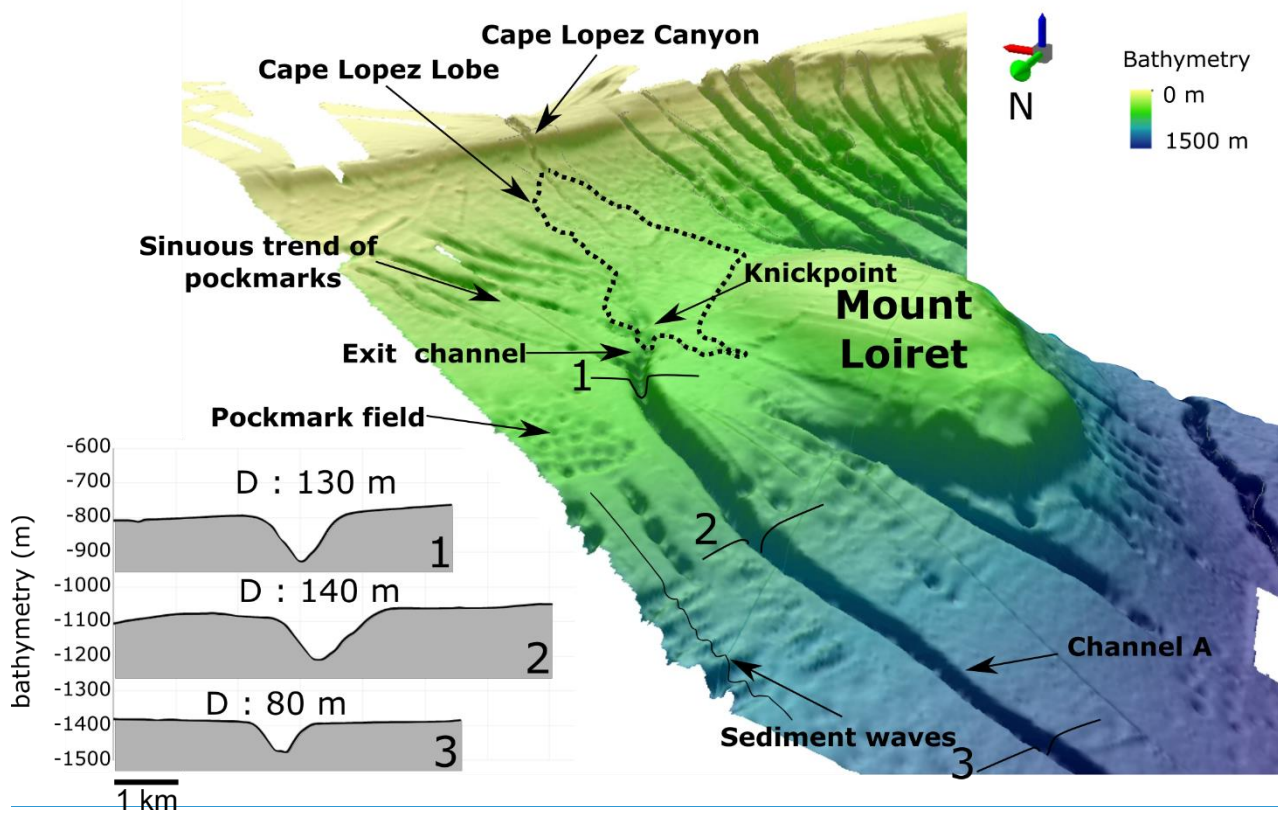 Cape Lopez Canyon
Cape Lopez Lobe
N
Bathymetry
0 m
1500 m
Sinuous trend of
pockmarks
Knickpoint
Mount
Loiret
Exit channel
1
Pockmark field
2
Channel A
Sediment waves
3
bathymetry (m)
-600
-700
-800
-900
-1000
-1100
-1200
-1300
-1400
-1500
D : 130 m
1
D : 140 m
2
D : 80 m
3
1 km